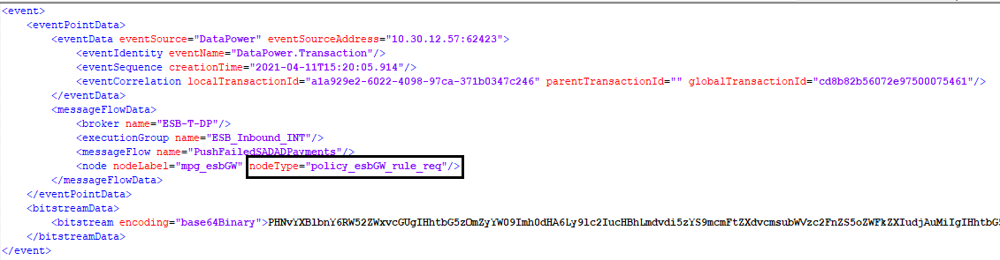 <event>
<eventPointData>
<eventData eventSource="DataPower" eventSourceAddress="10.30.12.57:62423">
<eventIdentity eventName="DataPower.Transaction"/>
<eventSequence creationTime="2021-04-11T15:20:05.914"/>
<eventCorrelation localTransactionId="a1a929e2-6022-4098-97ca-371b0347c246" parentTransactionId="" globalTransactionId="cd8b82b56072e97500075461"/>
</eventData>
<messageFlowData>
<broker name="ESB-T-DP"/>
<executionGroup name="ESB_Inbound_INT"/>
<messageFlow name="PushFailedSADADPayments"/>
<node nodeLabel="mpg_esbGW" nodeType="policy_esbGW_rule_req"/>
</messageFlowData>
</eventPointData>
<bitstreamData>
<bitstream encoding="base64Binary">
</bitstreamData>
</event>